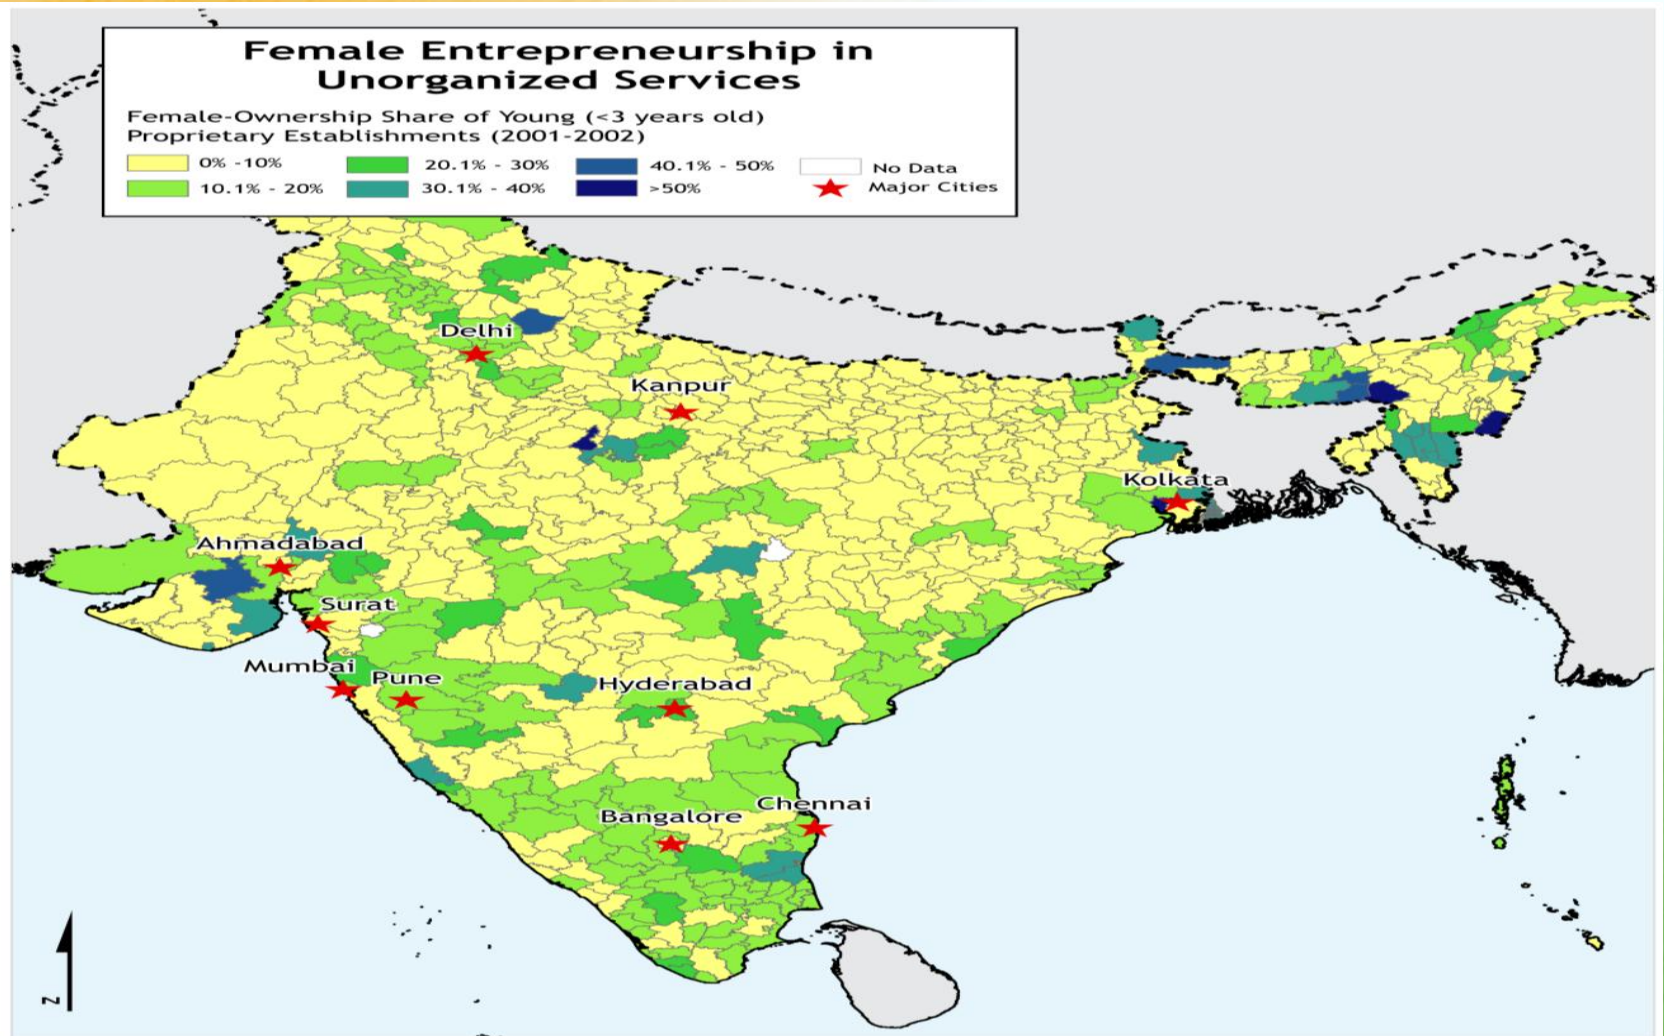 Female Entrepreneurship in
Unorganized Services
Female-Ownership Share of Young (<3 years old)
Proprietary Establishments (2001-2002)
0% -10%
20.1% - 30%
40.1% - 50%
No Data
10.1% - 20%
30.1% - 40%
>50%
Major Cities
Delhi
Kanpur
Kolkata
Ahmadabad
Surat
Mumbai
Pune
Hyderabad
Chennai
Bangalore
N